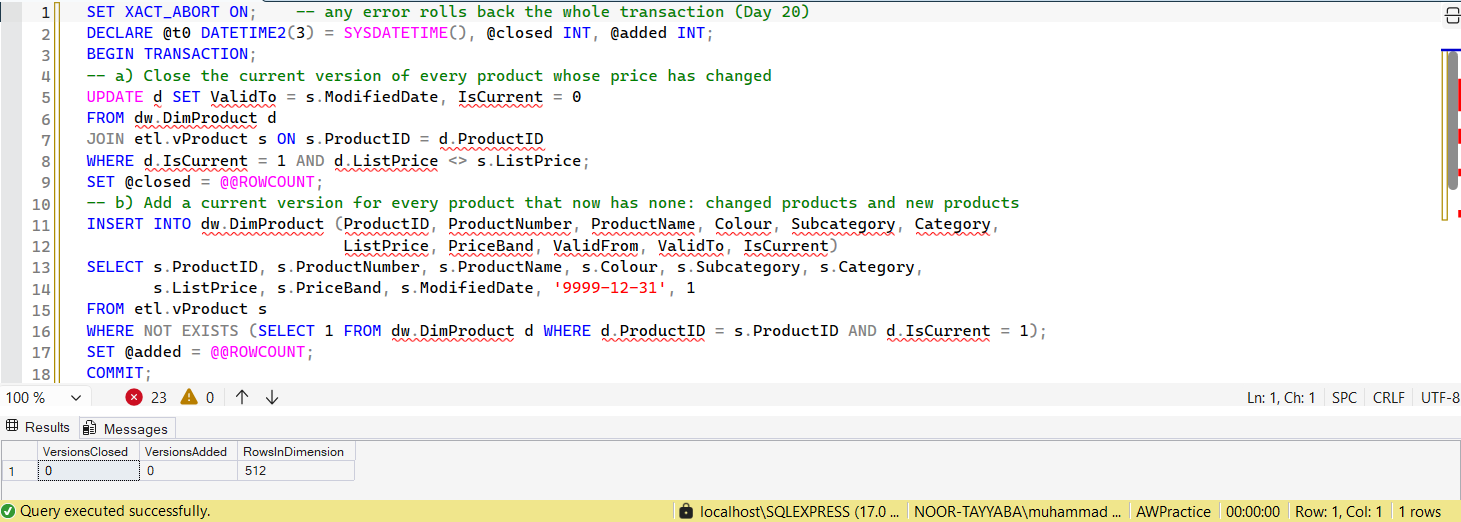 1 SET XACT_ABORT ON;    -- any error rolls back the whole transaction (Day 20)
2 DECLARE @t0 DATETIME2(3) = SYSDATETIME(), @closed INT, @added INT;
3 BEGIN TRANSACTION;
4 -- a) Close the current version of every product whose price has changed
5 UPDATE d SET ValidTo = s.ModifiedDate, IsCurrent = 0
6 FROM dw.DimProduct d
7 JOIN etl.vProduct s ON s.ProductID = d.ProductID
8 WHERE d.IsCurrent = 1 AND d.ListPrice <> s.ListPrice;
9 SET @closed = @@ROWCOUNT;
10 -- b) Add a current version for every product that now has none: changed products and new products
11 INSERT INTO dw.DimProduct (ProductID, ProductNumber, ProductName, Colour, Subcategory, Category,
12                            ListPrice, PriceBand, ValidFrom, ValidTo, IsCurrent)
13 SELECT s.ProductID, s.ProductNumber, s.ProductName, s.Colour, s.Subcategory, s.Category,
14        s.ListPrice, s.PriceBand, s.ModifiedDate, '9999-12-31', 1
15 FROM etl.vProduct s
16 WHERE NOT EXISTS (SELECT 1 FROM dw.DimProduct d WHERE d.ProductID = s.ProductID AND d.IsCurrent = 1);
17 SET @added = @@ROWCOUNT;
18 COMMIT;
100 % 23 0 Ln: 1, Ch: 1 SPC CRLF UTF-8
Results Messages
VersionsClosed VersionsAdded RowsInDimension
1 0 0 512
Query executed successfully. localhost\SQLEXPRESS (17.0 ... NOOR-TAYYABA\muhammad ... AWPractice 00:00:00 Row: 1, Col: 1 1 rows